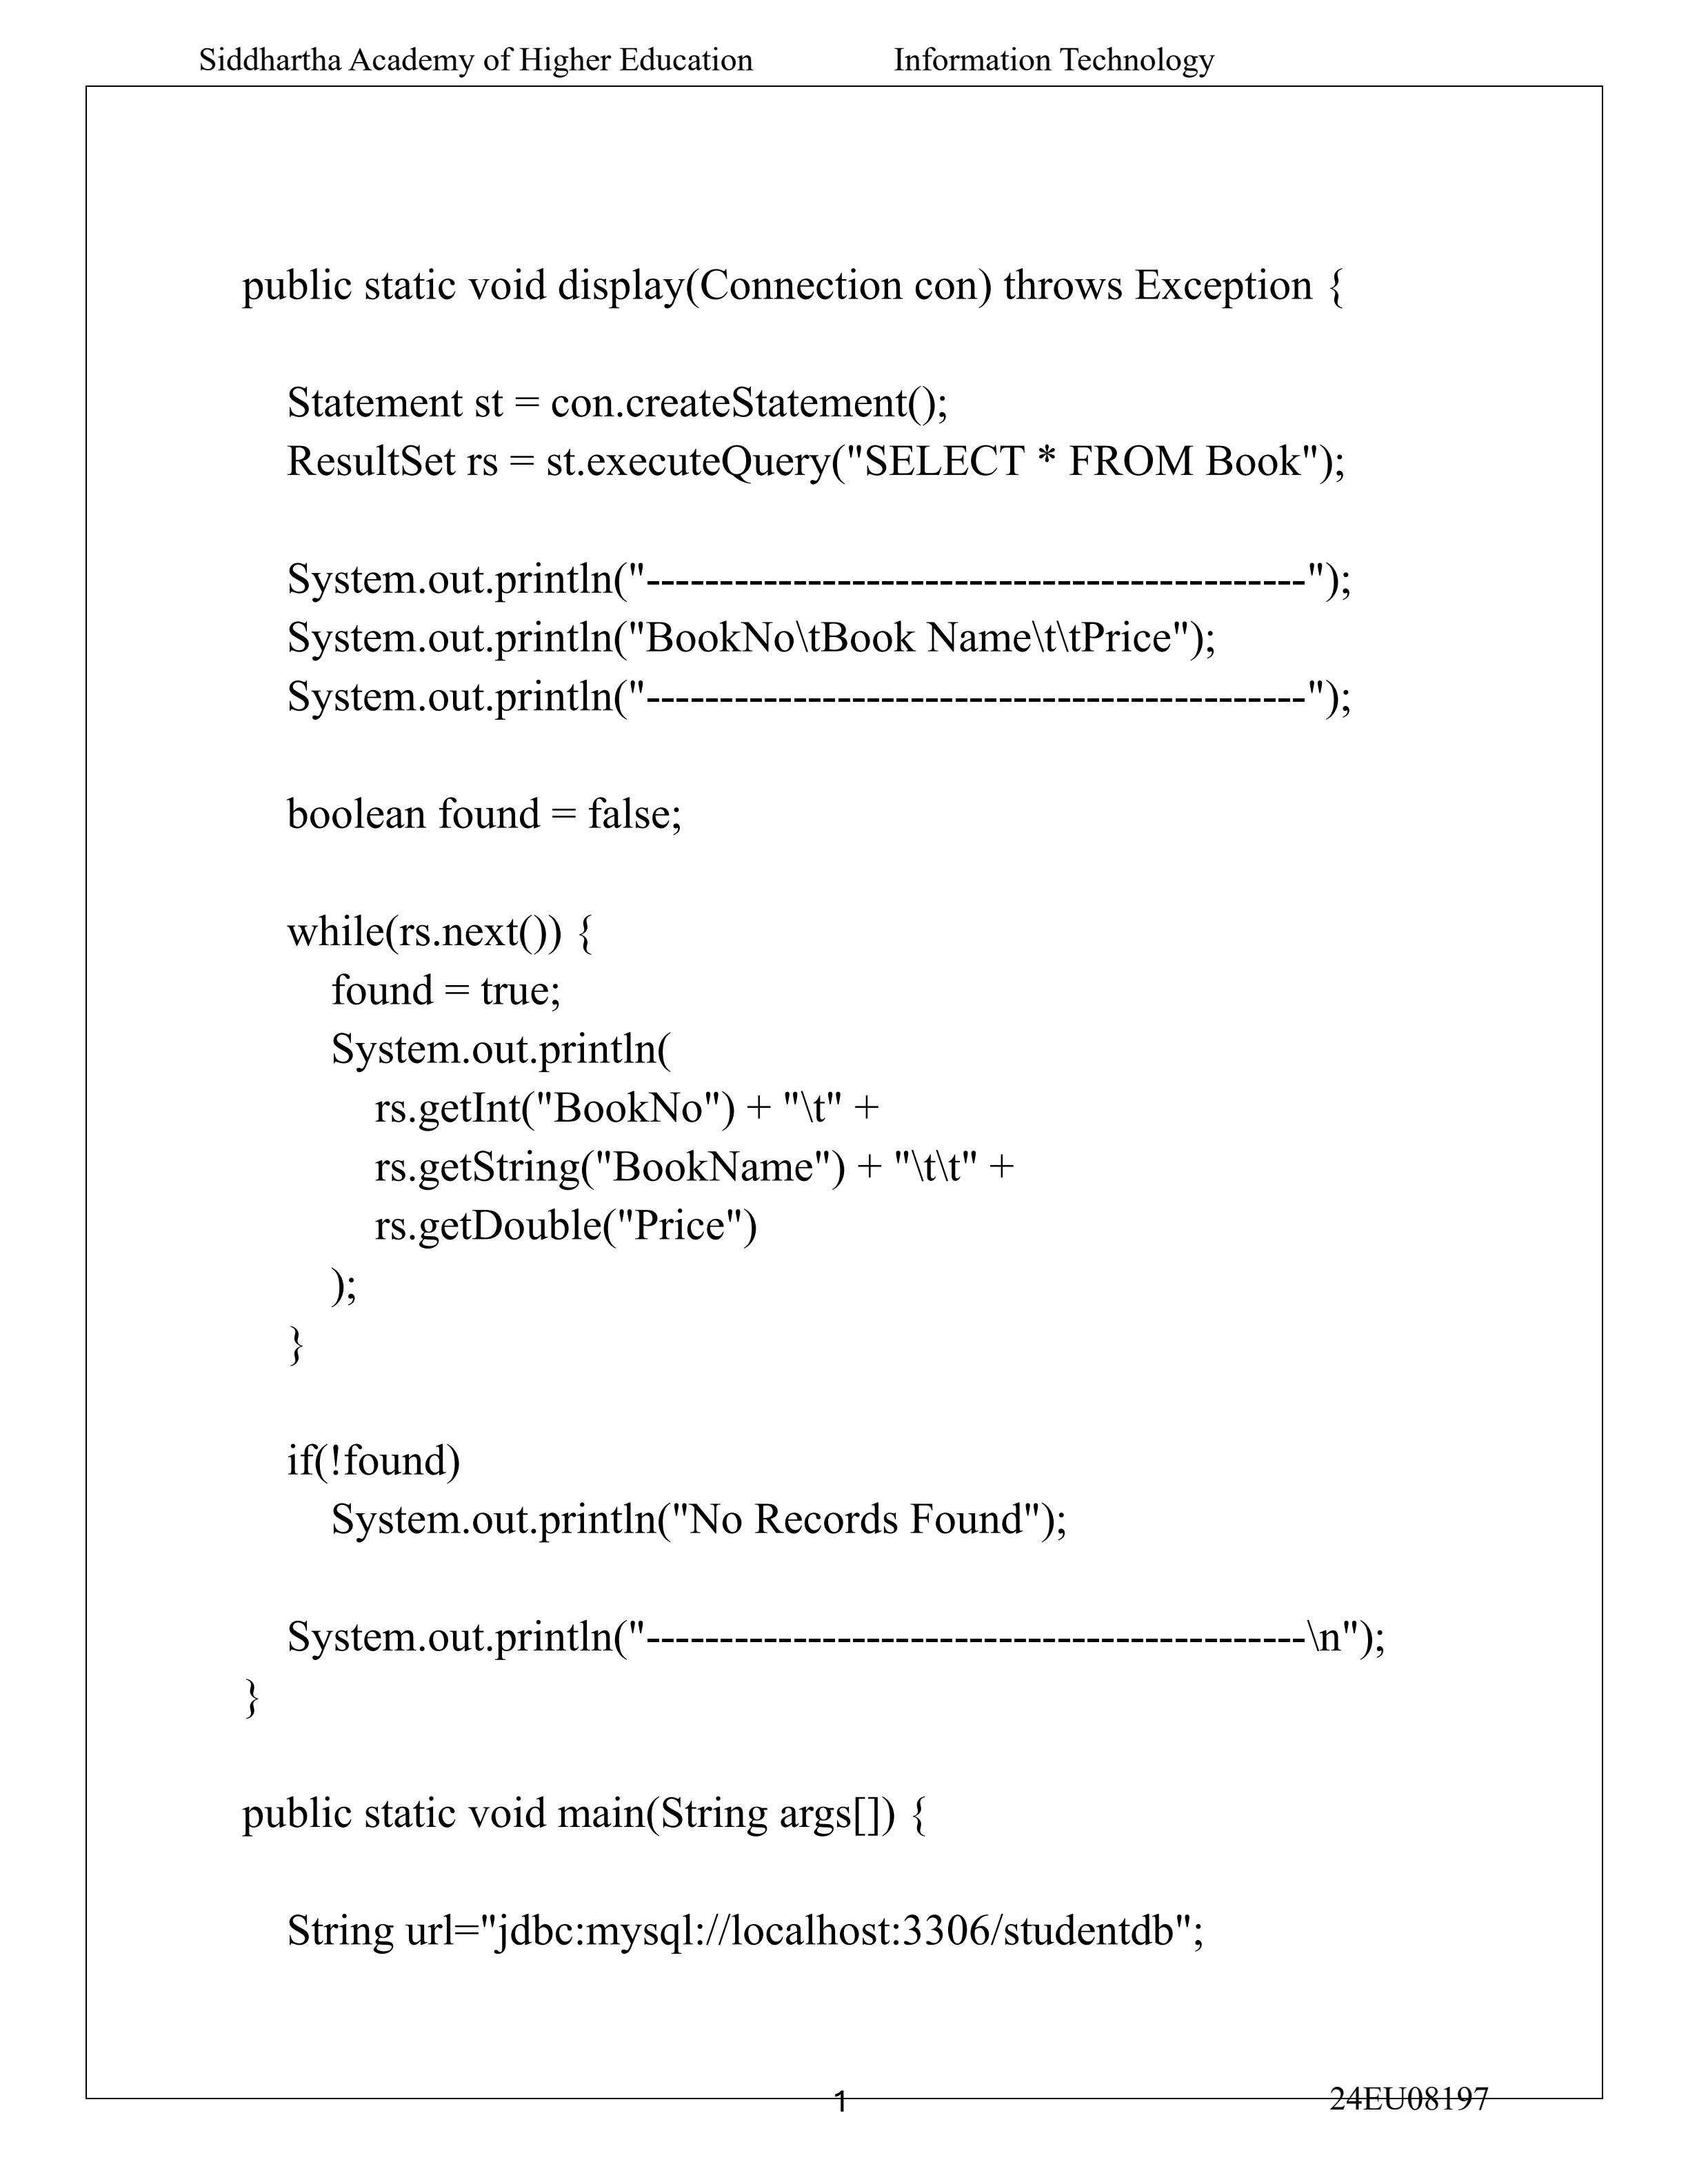 Siddhartha Academy of Higher Education Information Technology
public static void display(Connection con) throws Exception {
Statement st = con.createStatement();
ResultSet rs = st.executeQuery("SELECT * FROM Book");
System.out.println("---------------------------------------------");
System.out.println("BookNo\tBook Name\t\tPrice");
System.out.println("---------------------------------------------");
boolean found = false;
while(rs.next()) {
found = true;
System.out.println(
rs.getInt("BookNo") + "\t" +
rs.getString("BookName") + "\t\t" +
rs.getDouble("Price")
);
}
if(!found)
System.out.println("No Records Found");
System.out.println("---------------------------------------------\n");
}
public static void main(String args[]) {
String url="jdbc:mysql://localhost:3306/studentdb";
1 24EU08197